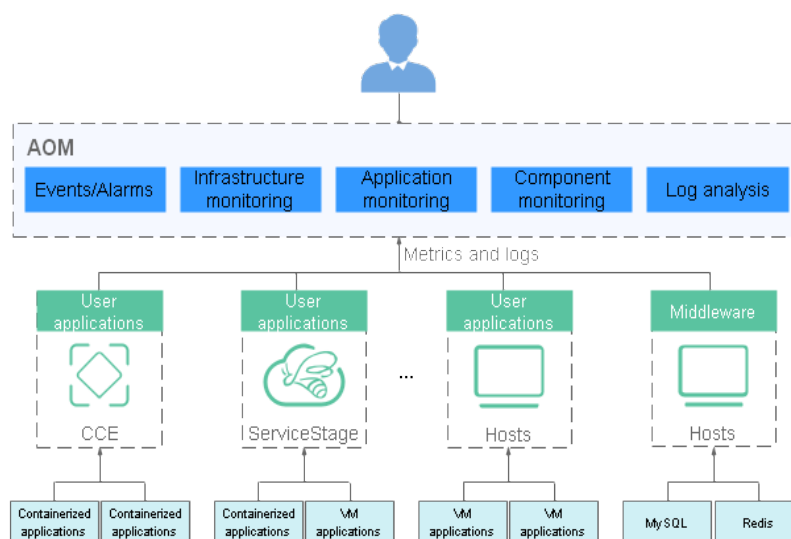 AOM
Events/Alarms
Infrastructure
monitoring
Application
monitoring
Component
monitoring
Log analysis
Metrics and logs
User
applications
User
applications
User
applications
Middleware
...
CCE
ServiceStage
Hosts
Hosts
Containerized
applications
Containerized
applications
Containerized
applications
VM
applications
VM
applications
VM
applications
MySQL
Redis